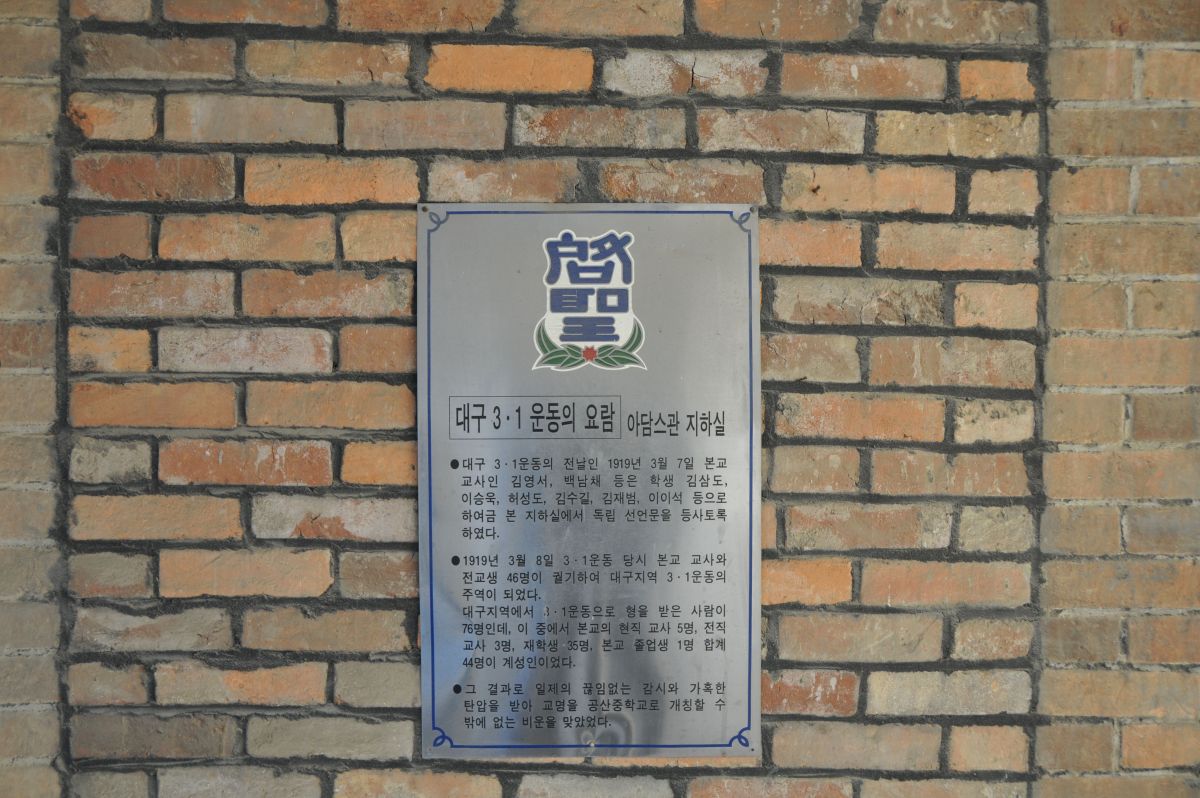 啓
聖
대구 3·1 운동의 요람 아담스관 지하실
●대구 3·1운동의 전날인 1919년 3월 7일 본교
교사인 김영서, 백남채 등은 학생 김삼도,
이승욱, 허성도, 김수길, 김재범, 이이석 등으로
하여금 본 지하실에서 독립 선언문을 등사토록
하였다.
●1919년 3월 8일 3·1운동 당시 본교 교사와
전교생 46명이 궐기하여 대구지역 3·1운동의
주역이 되었다.
대구지역에서 3·1운동으로 형을 받은 사람이
76명인데, 이 중에서 본교의 현직 교사 5명, 전직
교사 3명, 재학생 35명, 본교 졸업생 1명 합계
44명이 계성인이었다.
●그 결과로 일제의 끊임없는 감시와 가혹한
탄압을 받아 교명을 공산중학교로 개칭할 수
밖에 없는 비운을 맞았었다.